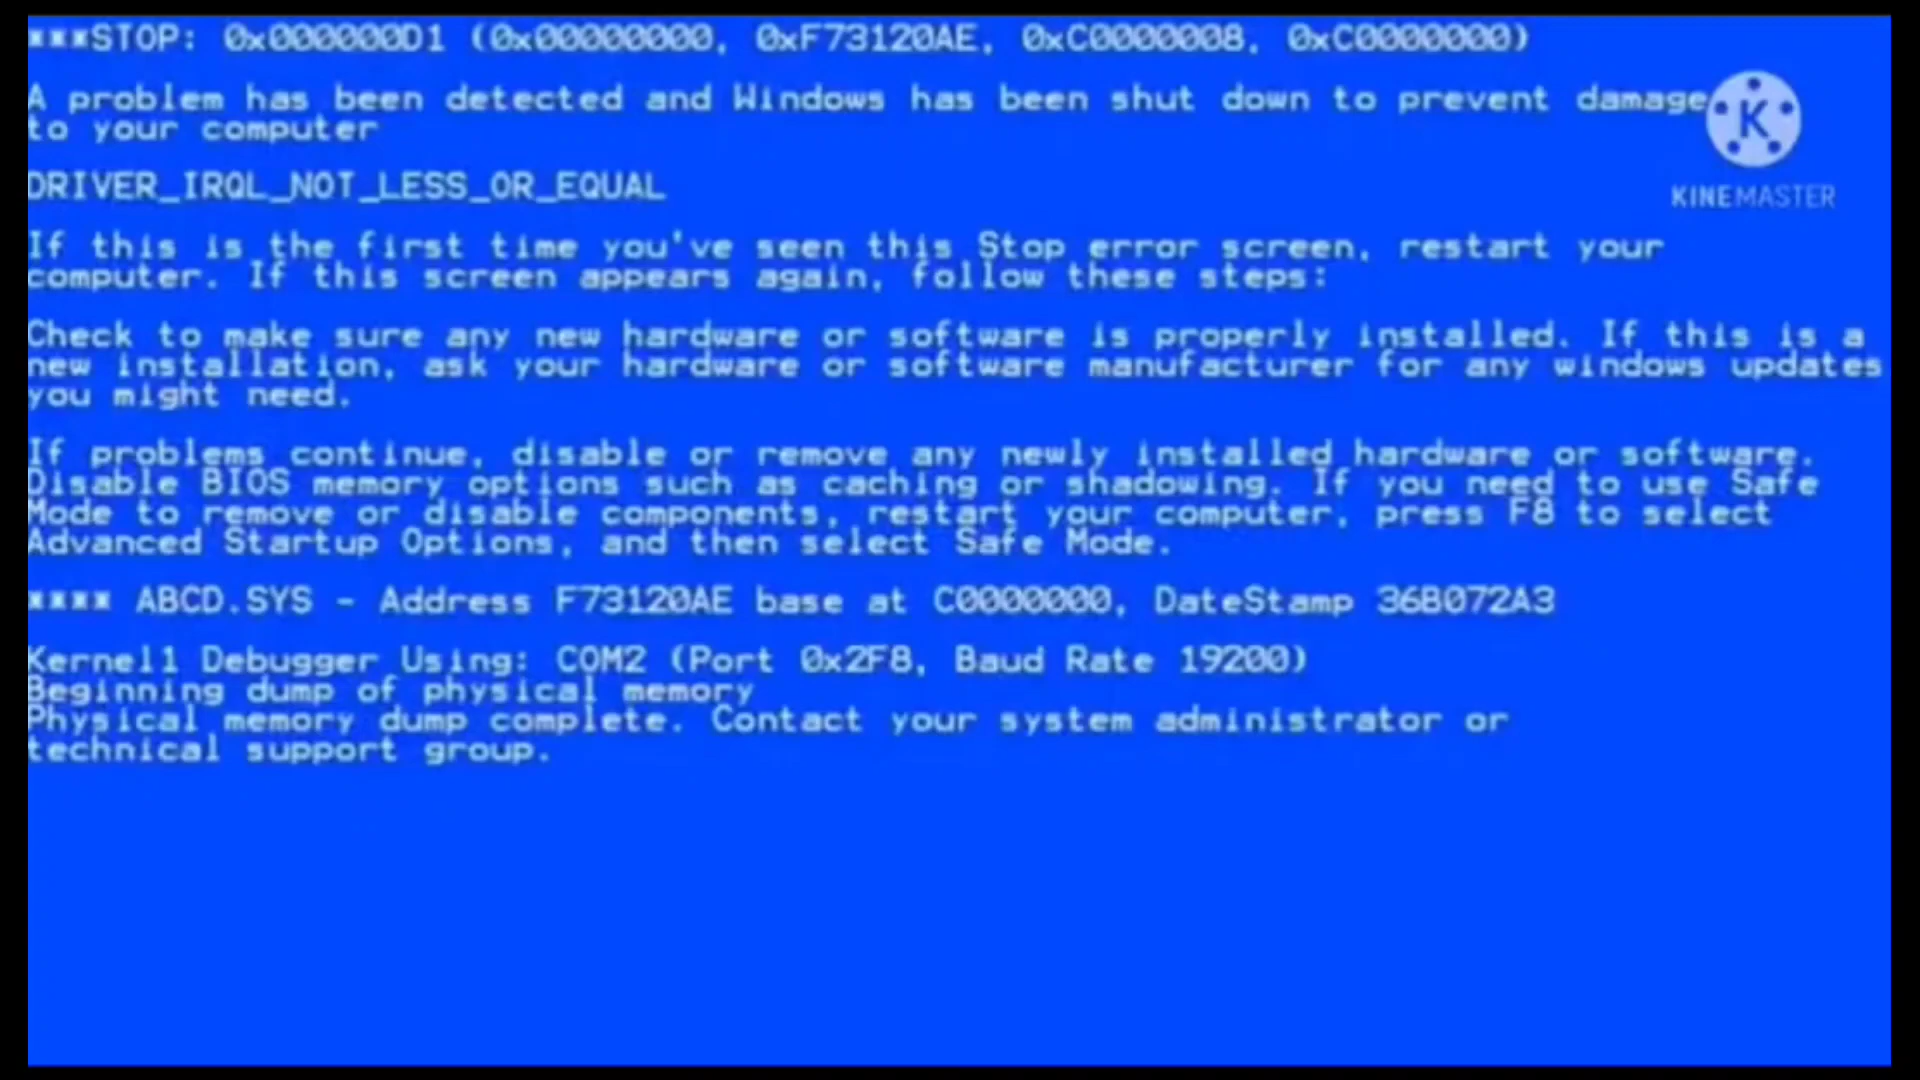 ***STOP: 0x000000D1 (0x00000000, 0xF73120AE, 0xC0000008, 0xC0000000)
A problem has been detected and Windows has been shut down to prevent damage
to your computer
DRIVER_IRQL_NOT_LESS_OR_EQUAL
If this is the first time you've seen this Stop error screen, restart your
computer. If this screen appears again, follow these steps:
Check to make sure any new hardware or software is properly installed. If this is a
new installation, ask your hardware or software manufacturer for any windows updates
you might need.
If problems continue, disable or remove any newly installed hardware or software.
Disable BIOS memory options such as caching or shadowing. If you need to use Safe
Mode to remove or disable components, restart your computer, press F8 to select
Advanced Startup Options, and then select Safe Mode.
**** ABCD.SYS - Address F73120AE base at C0000000, DateStamp 36B072A3
Kernel1 Debugger Using: COM2 (Port 0x2F8, Baud Rate 19200)
Beginning dump of physical memory
Physical memory dump complete. Contact your system administrator or
technical support group.
K
KINEMASTER